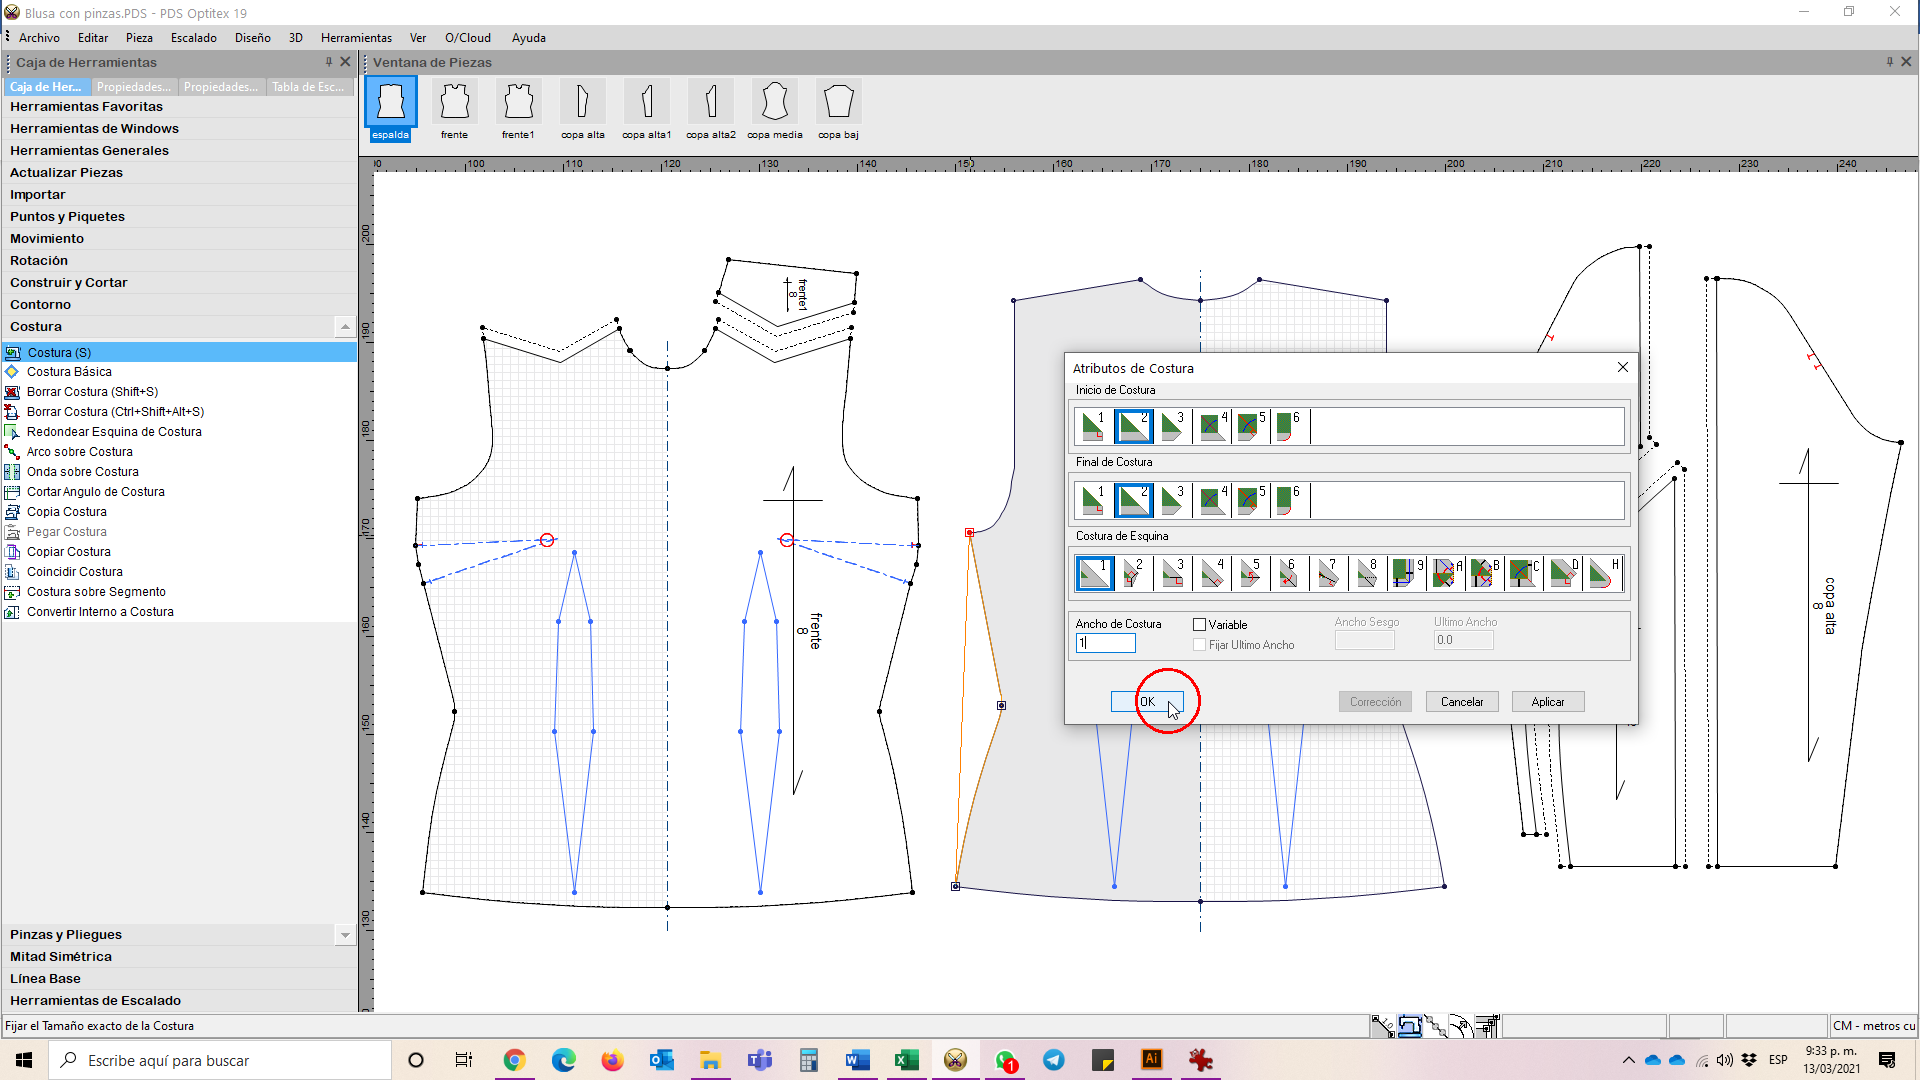 Blusa con pinzas.PDS - PDS Optitex 19
Archivo Editar Pieza Escalado Diseño 3D Herramientas Ver O/Cloud Ayuda
Caja de Herramientas
Caja de Her... Propiedades... Propiedades... Tabla de Esc...
Herramientas Favoritas
Herramientas de Windows
Herramientas Generales
Actualizar Piezas
Importar
Puntos y Piquetes
Movimiento
Rotación
Construir y Cortar
Contorno
Costura
Costura (S)
Costura Básica
Borrar Costura (Shift+S)
Borrar Costura (Ctrl+Shift+Alt+S)
Redondear Esquina de Costura
Arco sobre Costura
Onda sobre Costura
Cortar Angulo de Costura
Copia Costura
Pegar Costura
Copiar Costura
Coincidir Costura
Costura sobre Segmento
Convertir Interno a Costura
Pinzas y Pliegues
Mitad Simétrica
Línea Base
Herramientas de Escalado
Fijar el Tamaño exacto de la Costura
Ventana de Piezas
espalda frente frente1 copa alta copa alta1 copa alta2 copa media copa baj
100 110 120 130 140 150 160 170 180 190 200 210 220 230 240
200
190
180
170
160
150
140
130
frente1
8
frente
8
copa alta
8
Atributos de Costura
Inicio de Costura
1 2 3 4 5 6
Final de Costura
1 2 3 4 5 6
Costura de Esquina
1 2 3 4 5 6 7 8 9 A B C D H
Ancho de Costura
1
Variable
Fijar Ultimo Ancho
Ancho Sesgo
Ultimo Ancho
0.0
OK Corrección Cancelar Aplicar
CM - metros cu
Escribe aquí para buscar
1
ESP
9:33 p. m.
13/03/2021